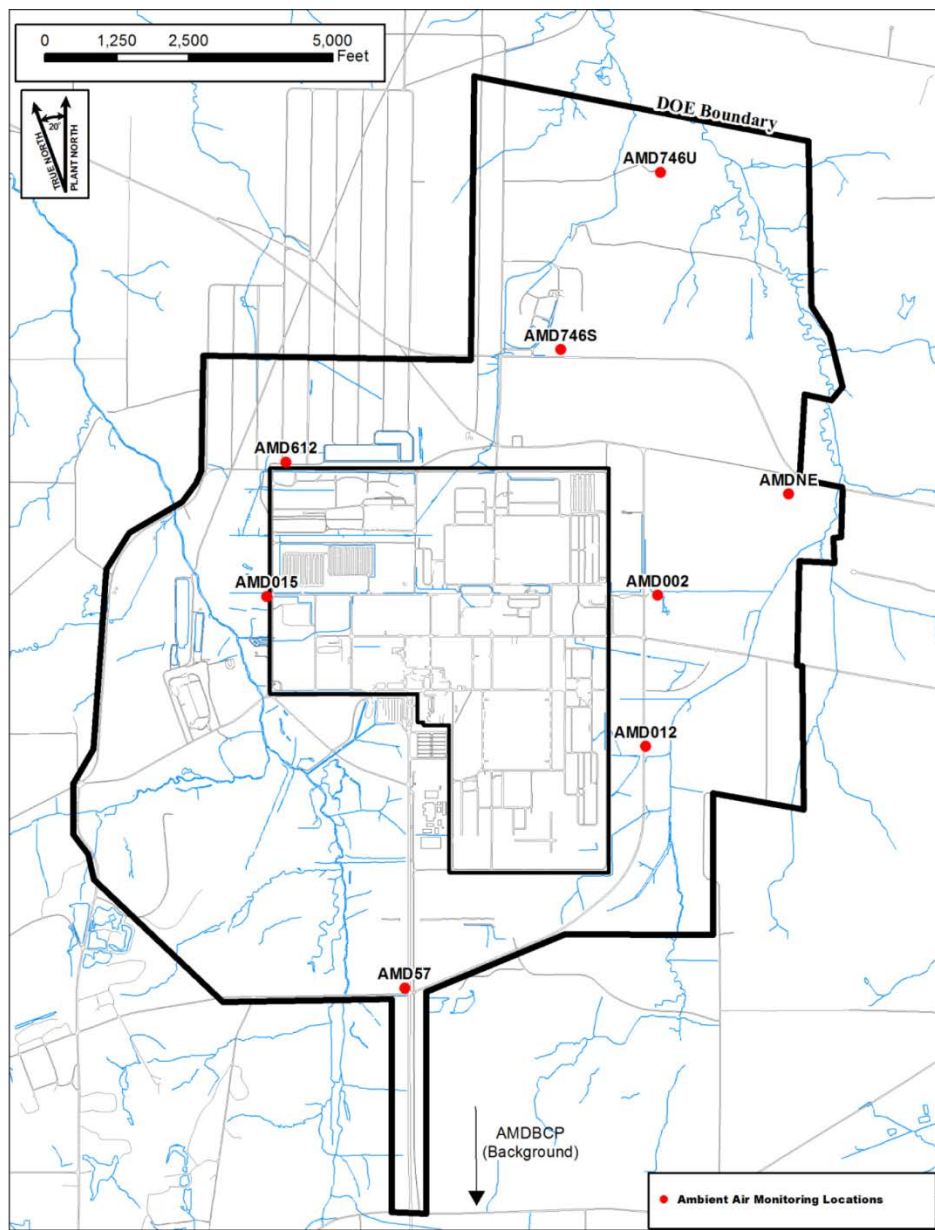 0 1,250 2,500 5,000
Feet
20°
TRUE NORTH
PLANT NORTH
DOE Boundary
AMD746U
AMD746S
AMD612
AMDNE
AMD015
AMD002
AMD012
AMD57
AMDBCP
(Background)
Ambient Air Monitoring Locations